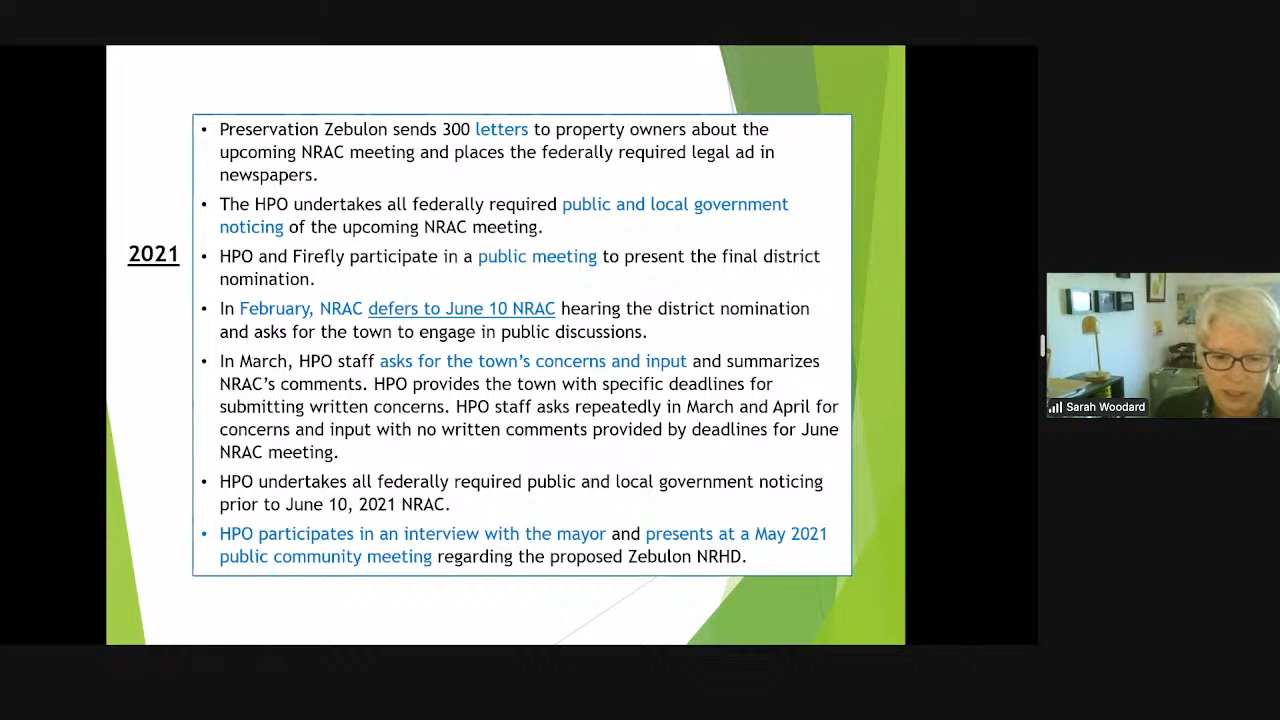 • Preservation Zebulon sends 300 letters to property owners about the
upcoming NRAC meeting and places the federally required legal ad in
newspapers.
• The HPO undertakes all federally required public and local government
noticing of the upcoming NRAC meeting.
2021
• HPO and Firefly participate in a public meeting to present the final district
nomination.
• In February, NRAC defers to June 10 NRAC hearing the district nomination
and asks for the town to engage in public discussions.
• In March, HPO staff asks for the town's concerns and input and summarizes
NRAC's comments. HPO provides the town with specific deadlines for
submitting written concerns. HPO staff asks repeatedly in March and April for
concerns and input with no written comments provided by deadlines for June
NRAC meeting.
• HPO undertakes all federally required public and local government noticing
prior to June 10, 2021 NRAC.
• HPO participates in an interview with the mayor and presents at a May 2021
public community meeting regarding the proposed Zebulon NRHD.
Sarah Woodard